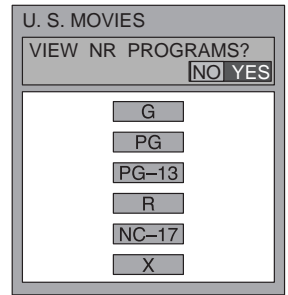 U. S. MOVIES
VIEW NR PROGRAMS?
NO YES
G
PG
PG–13
R
NC–17
X